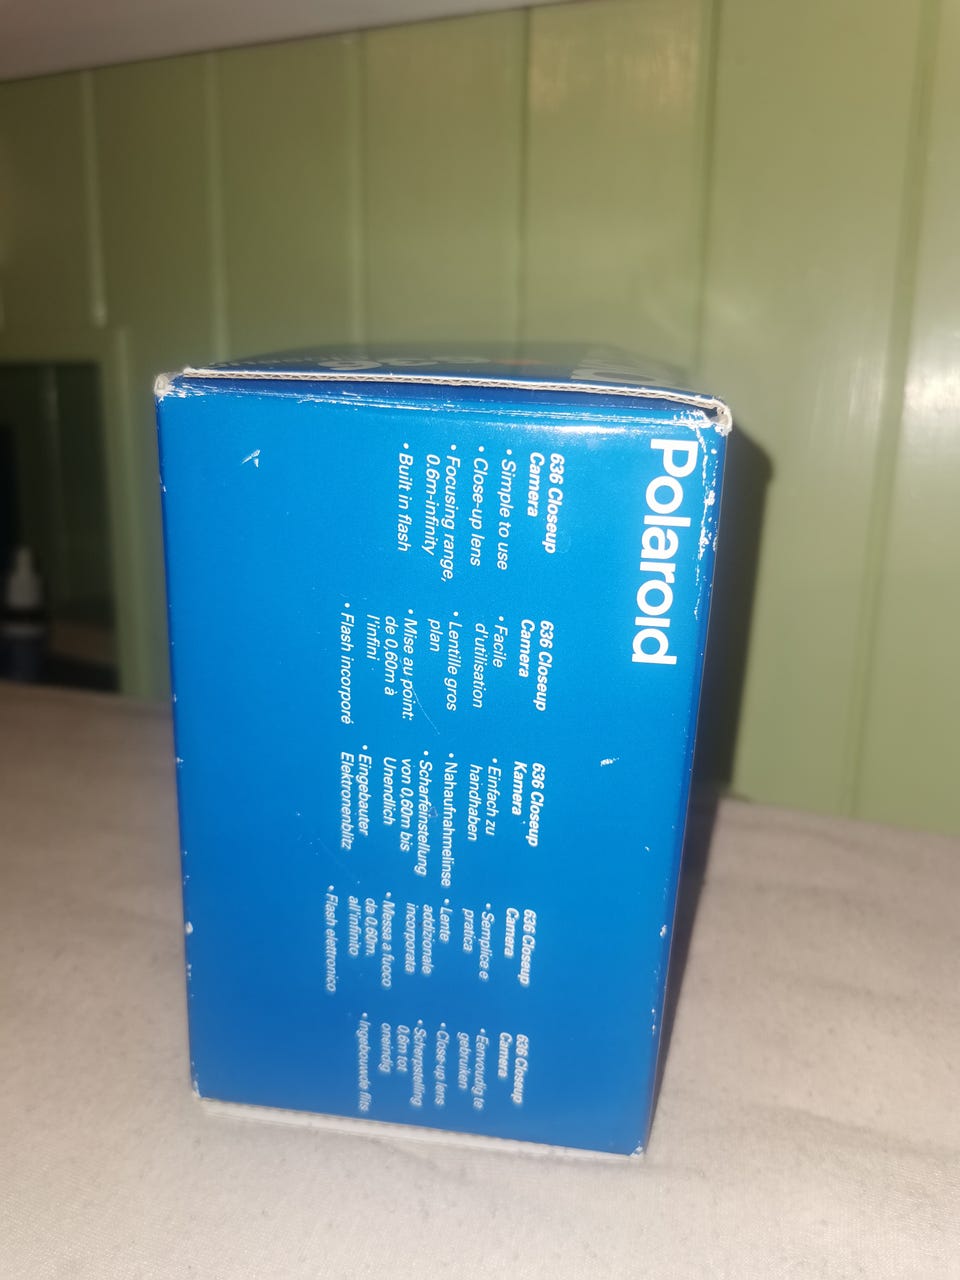 Polaroid
636 Closeup
Camera
• Simple to use
• Close-up lens
• Focusing range,
0.6m-infinity
• Built in flash
636 Closeup
Camera
• Facile
d'utilisation
• Lentille gros
plan
• Mise au point:
de 0,60m à
l'infini
• Flash incorporé
636 Closeup
Kamera
• Einfach zu
handhaben
• Nahaufnahmelinse
• Scharfeinstellung
von 0,60m bis
Unendlich
• Eingebauter
Elektronenblitz
636 Closeup
Camera
• Semplice e
pratica
• Lente
addizionale
incorporata
• Messa a fuoco
da 0,60m.
all'infinito
• Flash elettronico
636 Closeup
Camera
• Eenvoudig te
gebruiken
• Close-up lens
• Scherpstelling
0,6m tot
oneindig
• Ingebouwde flits